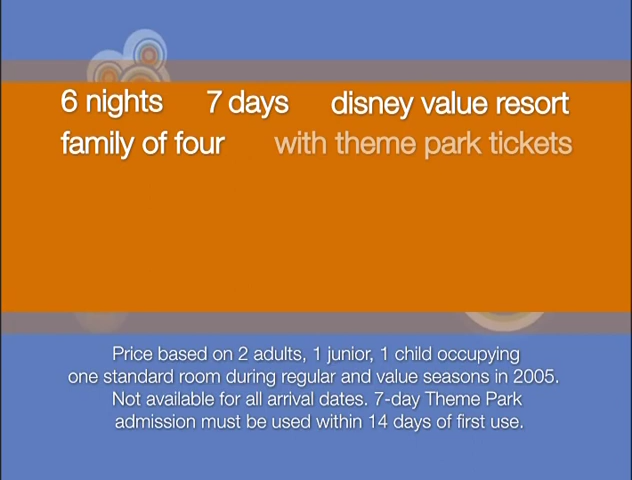 6 nights 7 days disney value resort
family of four with theme park tickets
Price based on 2 adults, 1 junior, 1 child occupying
one standard room during regular and value seasons in 2005.
Not available for all arrival dates. 7-day Theme Park
admission must be used within 14 days of first use.